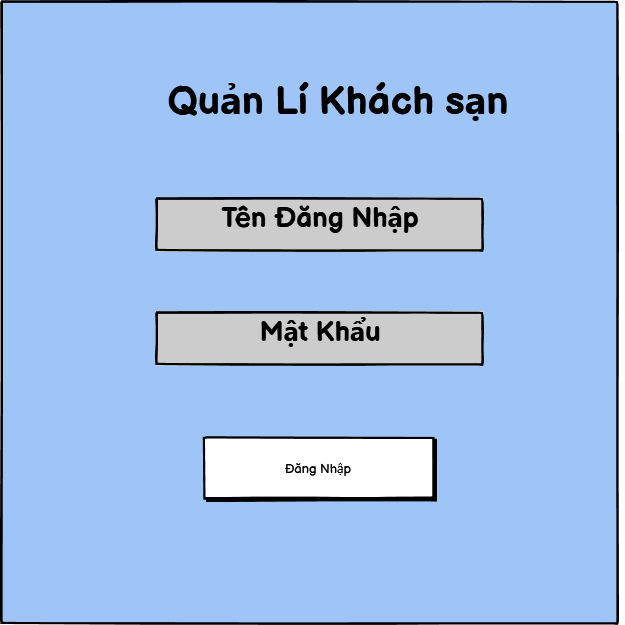 Quản Lí Khách sạn
Tên Đăng Nhập
Mật Khẩu
Đăng Nhập